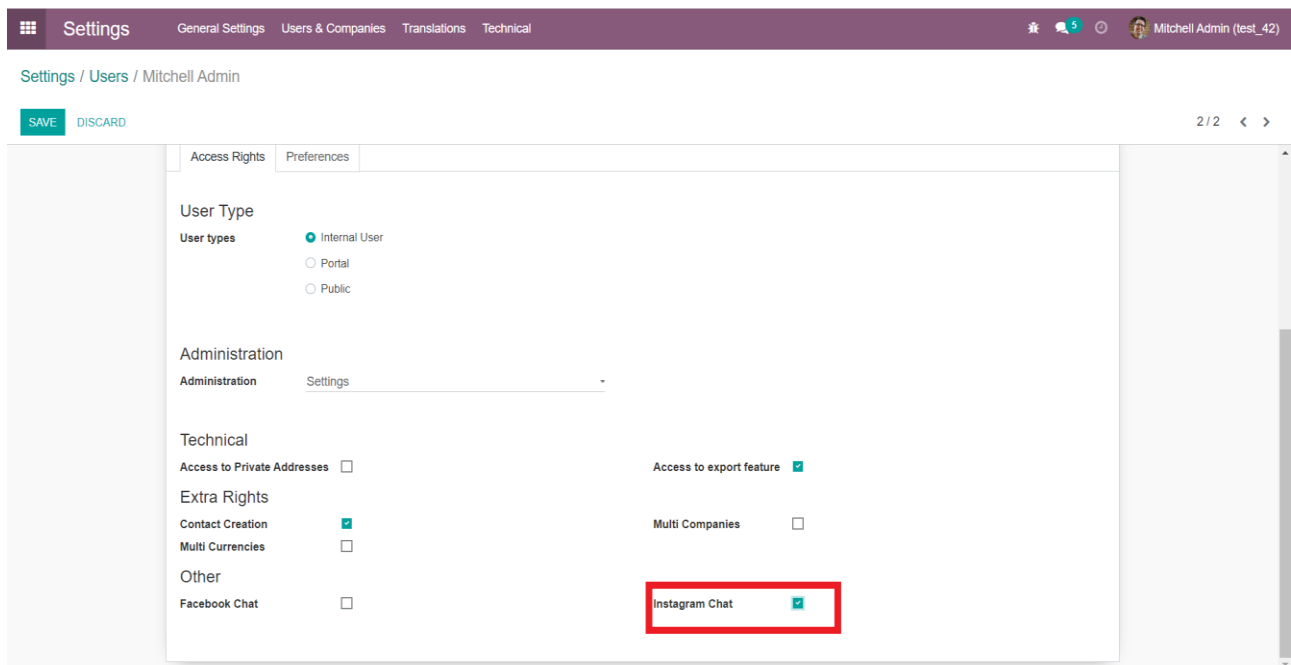 Settings General Settings Users & Companies Translations Technical 5 Mitchell Admin (test_42)
Settings / Users / Mitchell Admin
SAVE DISCARD 2 / 2
Access Rights Preferences
User Type
User types Internal User
Portal
Public
Administration
Administration Settings
Technical
Access to Private Addresses Access to export feature
Extra Rights
Contact Creation Multi Companies
Multi Currencies
Other
Facebook Chat Instagram Chat